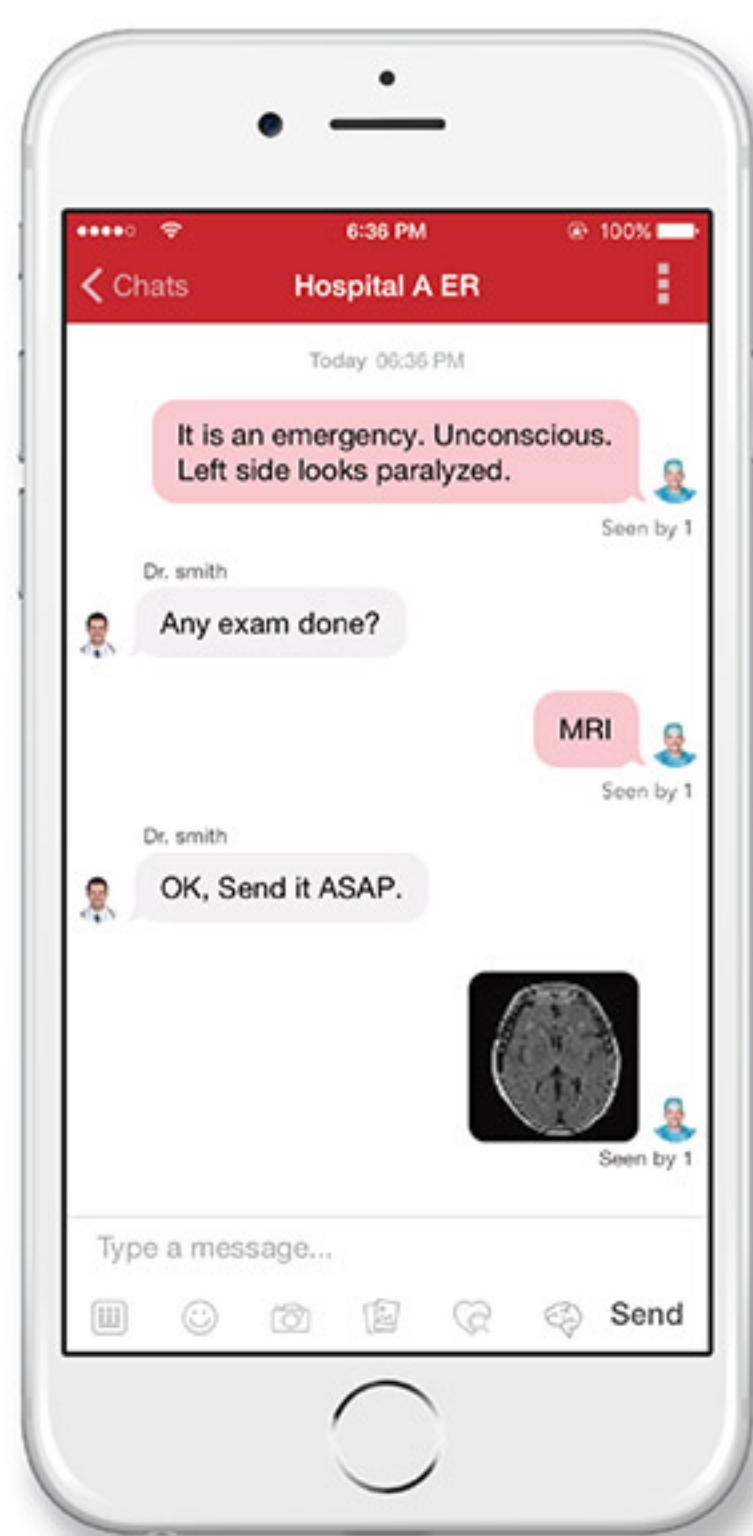 6:36 PM 100%
Chats Hospital A ER
Today 06:36 PM
It is an emergency. Unconscious.
Left side looks paralyzed.
Seen by 1
Dr. smith
Any exam done?
MRI
Seen by 1
Dr. smith
OK, Send it ASAP.
Seen by 1
Type a message...
Send